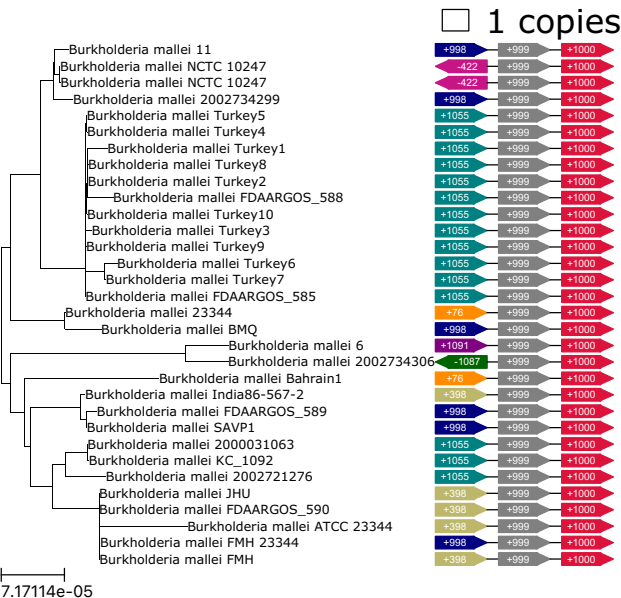 1 copies
Burkholderia mallei 11 +998 +999 +1000
Burkholderia mallei NCTC 10247 -422 +999 +1000
Burkholderia mallei NCTC 10247 -422 +999 +1000
Burkholderia mallei 2002734299 +998 +999 +1000
Burkholderia mallei Turkey5 +1055 +999 +1000
Burkholderia mallei Turkey4 +1055 +999 +1000
Burkholderia mallei Turkey1 +1055 +999 +1000
Burkholderia mallei Turkey8 +1055 +999 +1000
Burkholderia mallei Turkey2 +1055 +999 +1000
Burkholderia mallei FDAARGOS_588 +1055 +999 +1000
Burkholderia mallei Turkey10 +1055 +999 +1000
Burkholderia mallei Turkey3 +1055 +999 +1000
Burkholderia mallei Turkey9 +1055 +999 +1000
Burkholderia mallei Turkey6 +1055 +999 +1000
Burkholderia mallei Turkey7 +1055 +999 +1000
Burkholderia mallei FDAARGOS_585 +1055 +999 +1000
Burkholderia mallei 23344 +76 +999 +1000
Burkholderia mallei BMQ +998 +999 +1000
Burkholderia mallei 6 +1091 +999 +1000
Burkholderia mallei 2002734306 -1087 +999 +1000
Burkholderia mallei Bahrain1 +76 +999 +1000
Burkholderia mallei India86-567-2 +398 +999 +1000
Burkholderia mallei FDAARGOS_589 +998 +999 +1000
Burkholderia mallei SAVP1 +998 +999 +1000
Burkholderia mallei 2000031063 +1055 +999 +1000
Burkholderia mallei KC_1092 +1055 +999 +1000
Burkholderia mallei 2002721276 +1055 +999 +1000
Burkholderia mallei JHU +398 +999 +1000
Burkholderia mallei FDAARGOS_590 +398 +999 +1000
Burkholderia mallei ATCC 23344 +398 +999 +1000
Burkholderia mallei FMH 23344 +998 +999 +1000
Burkholderia mallei FMH +398 +999 +1000
7.17114e-05